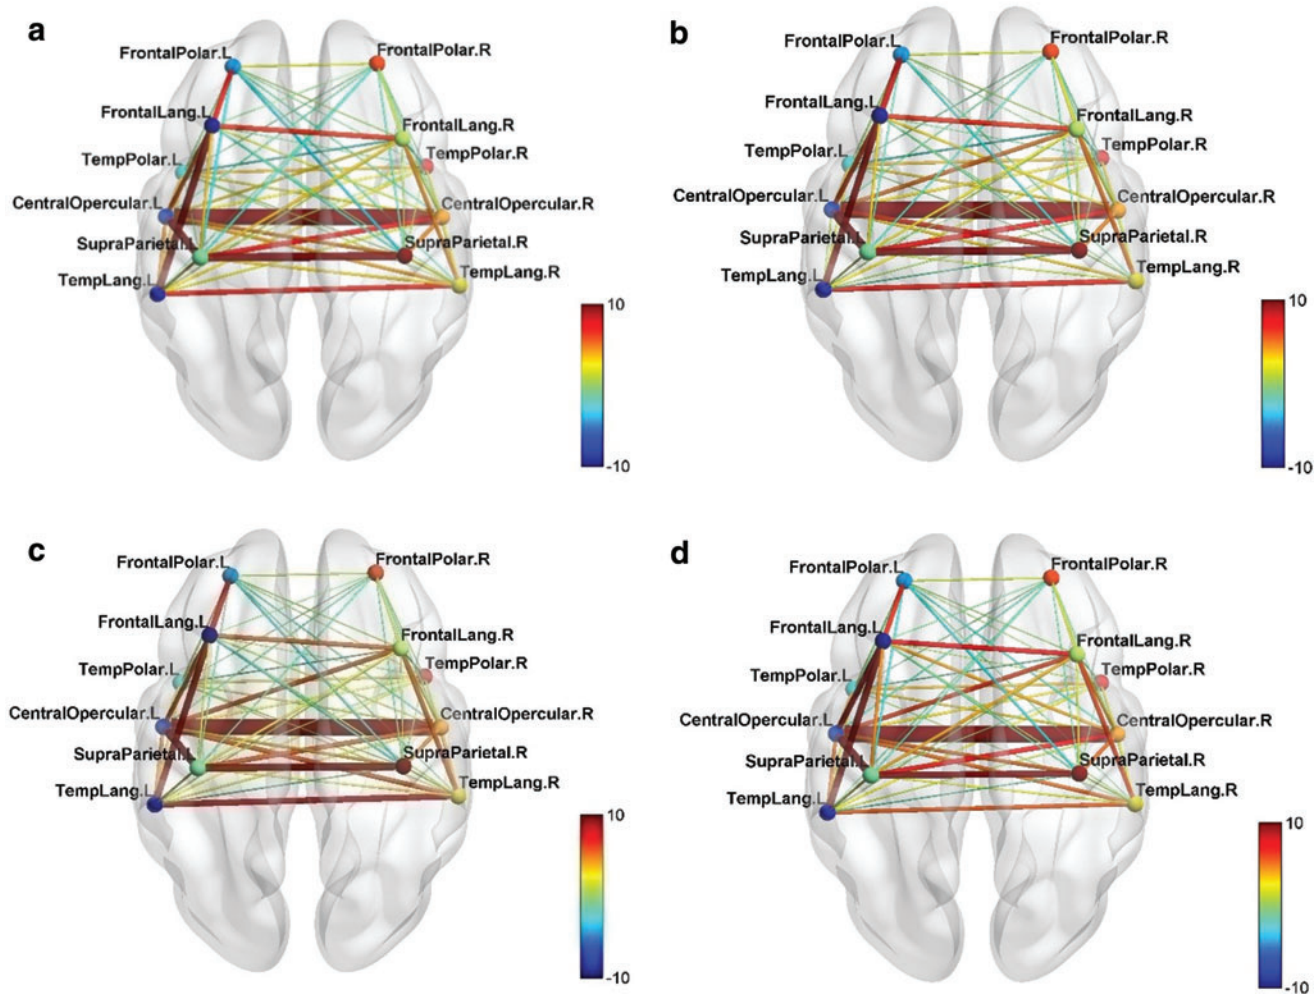 a
FrontalPolar.L
FrontalPolar.R
FrontalLang.L
FrontalLang.R
TempPolar.L
TempPolar.R
CentralOpercular.L
CentralOpercular.R
SupraParietal.L
SupraParietal.R
TempLang.L
TempLang.R
10
-10
b
FrontalPolar.L
FrontalPolar.R
FrontalLang.L
FrontalLang.R
TempPolar.L
TempPolar.R
CentralOpercular.L
CentralOpercular.R
SupraParietal.L
SupraParietal.R
TempLang.L
TempLang.R
10
-10
c
FrontalPolar.L
FrontalPolar.R
FrontalLang.L
FrontalLang.R
TempPolar.L
TempPolar.R
CentralOpercular.L
CentralOpercular.R
SupraParietal.L
SupraParietal.R
TempLang.L
TempLang.R
10
-10
d
FrontalPolar.L
FrontalPolar.R
FrontalLang.L
FrontalLang.R
TempPolar.L
TempPolar.R
CentralOpercular.L
CentralOpercular.R
SupraParietal.L
SupraParietal.R
TempLang.L
TempLang.R
10
-10